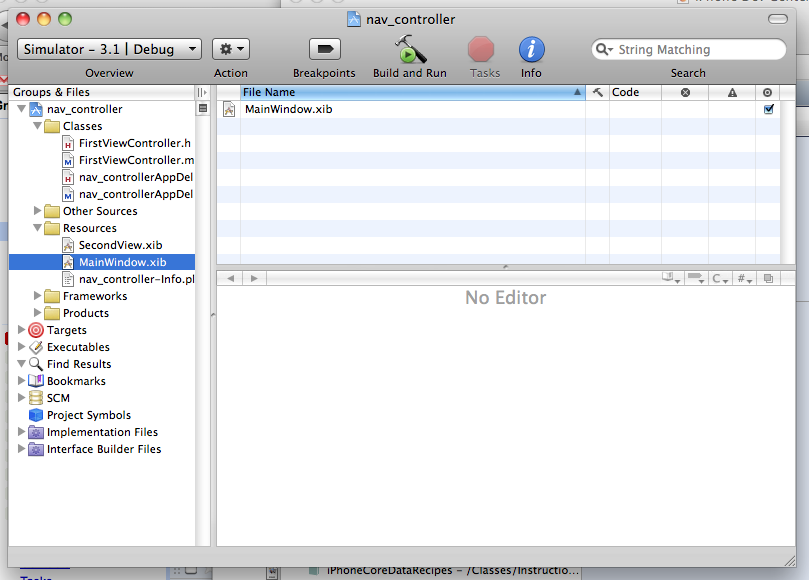 nav_controller
Simulator - 3.1 | Debug
String Matching
Overview
Action
Breakpoints
Build and Run
Tasks
Info
Search
Groups & Files
File Name
Code
nav_controller
MainWindow.xib
Classes
FirstViewController.h
FirstViewController.m
nav_controllerAppDel
nav_controllerAppDel
Other Sources
Resources
SecondView.xib
MainWindow.xib
nav_controller-Info.pl
C
#
No Editor
Frameworks
Products
Targets
Executables
Find Results
Bookmarks
SCM
Project Symbols
Implementation Files
Interface Builder Files
iPhoneCoreDataRecipes - /Classes/Instructio...